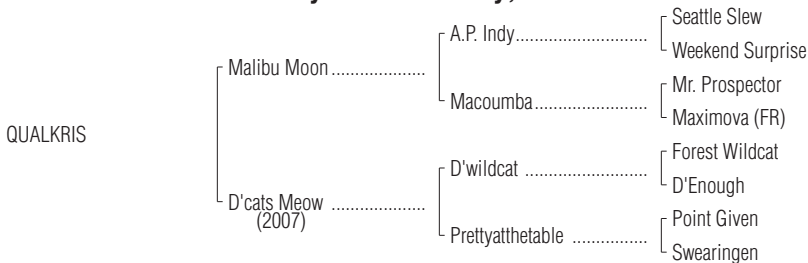 Seattle Slew
A.P. Indy
Weekend Surprise
Malibu Moon
Mr. Prospector
Macoumba
Maximova (FR)
QUALKRIS
Forest Wildcat
D'wildcat
D'Enough
D'cats Meow
(2007)
Point Given
Prettyatthetable
Swearingen